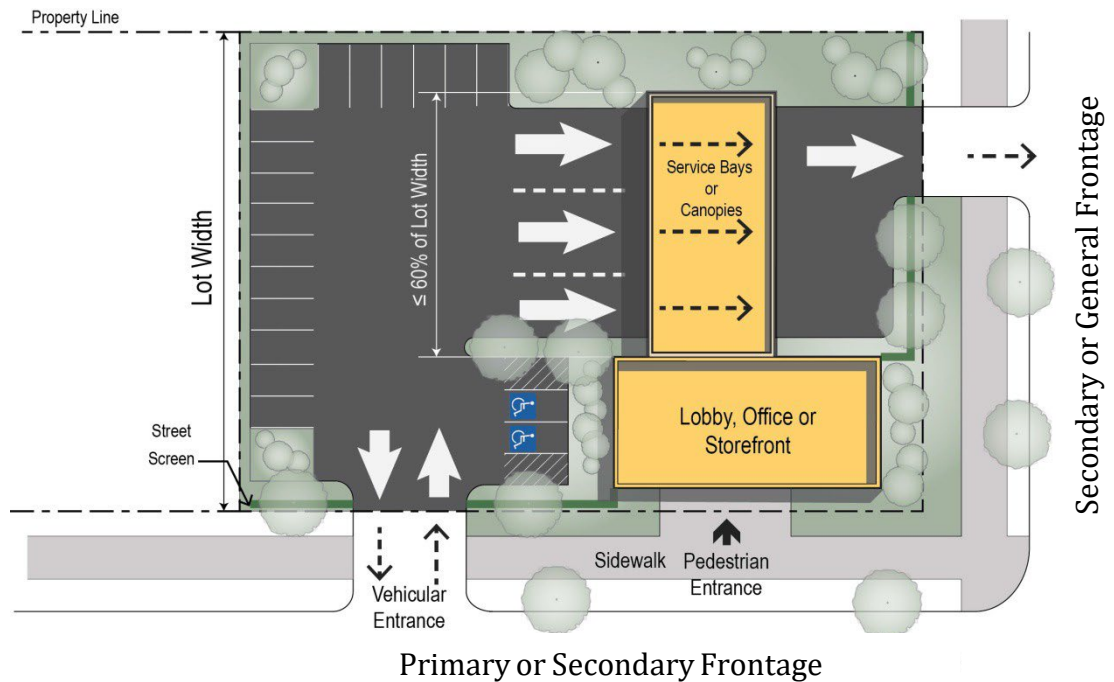 Property Line
Lot Width
≤ 60% of Lot Width
Service Bays
or
Canopies
Secondary or General Frontage
Lobby, Office or
Storefront
Street
Screen
Sidewalk
Pedestrian
Entrance
Vehicular
Entrance
Primary or Secondary Frontage